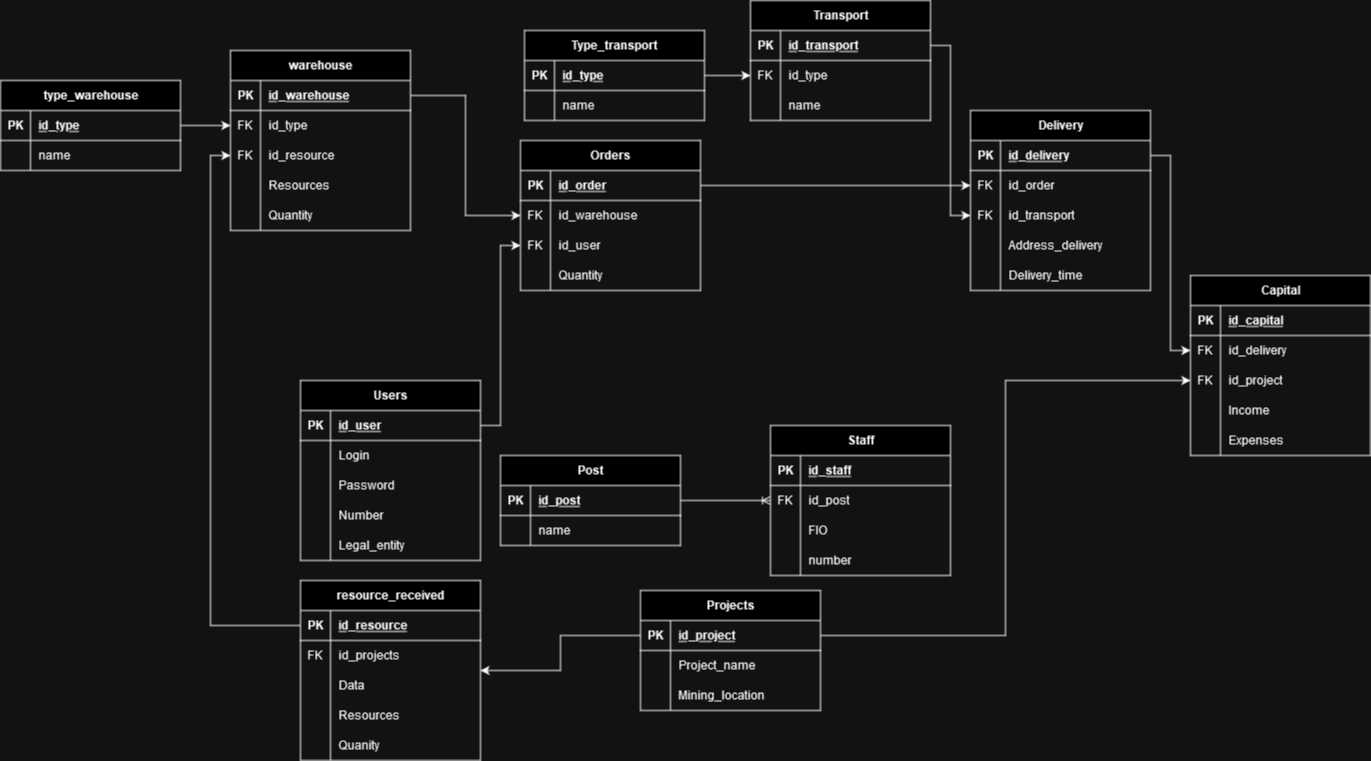 type_warehouse
PK id_type
name
warehouse
PK id_warehouse
FK id_type
FK id_resource
Resources
Quantity
Type_transport
PK id_type
name
Transport
PK id_transport
FK id_type
name
Orders
PK id_order
FK id_warehouse
FK id_user
Quantity
Delivery
PK id_delivery
FK id_order
FK id_transport
Address_delivery
Delivery_time
Capital
PK id_capital
FK id_delivery
FK id_project
Income
Expenses
Users
PK id_user
Login
Password
Number
Legal_entity
Post
PK id_post
name
Staff
PK id_staff
FK id_post
FIO
number
resource_received
PK id_resource
FK id_projects
Data
Resources
Quanity
Projects
PK id_project
Project_name
Mining_location